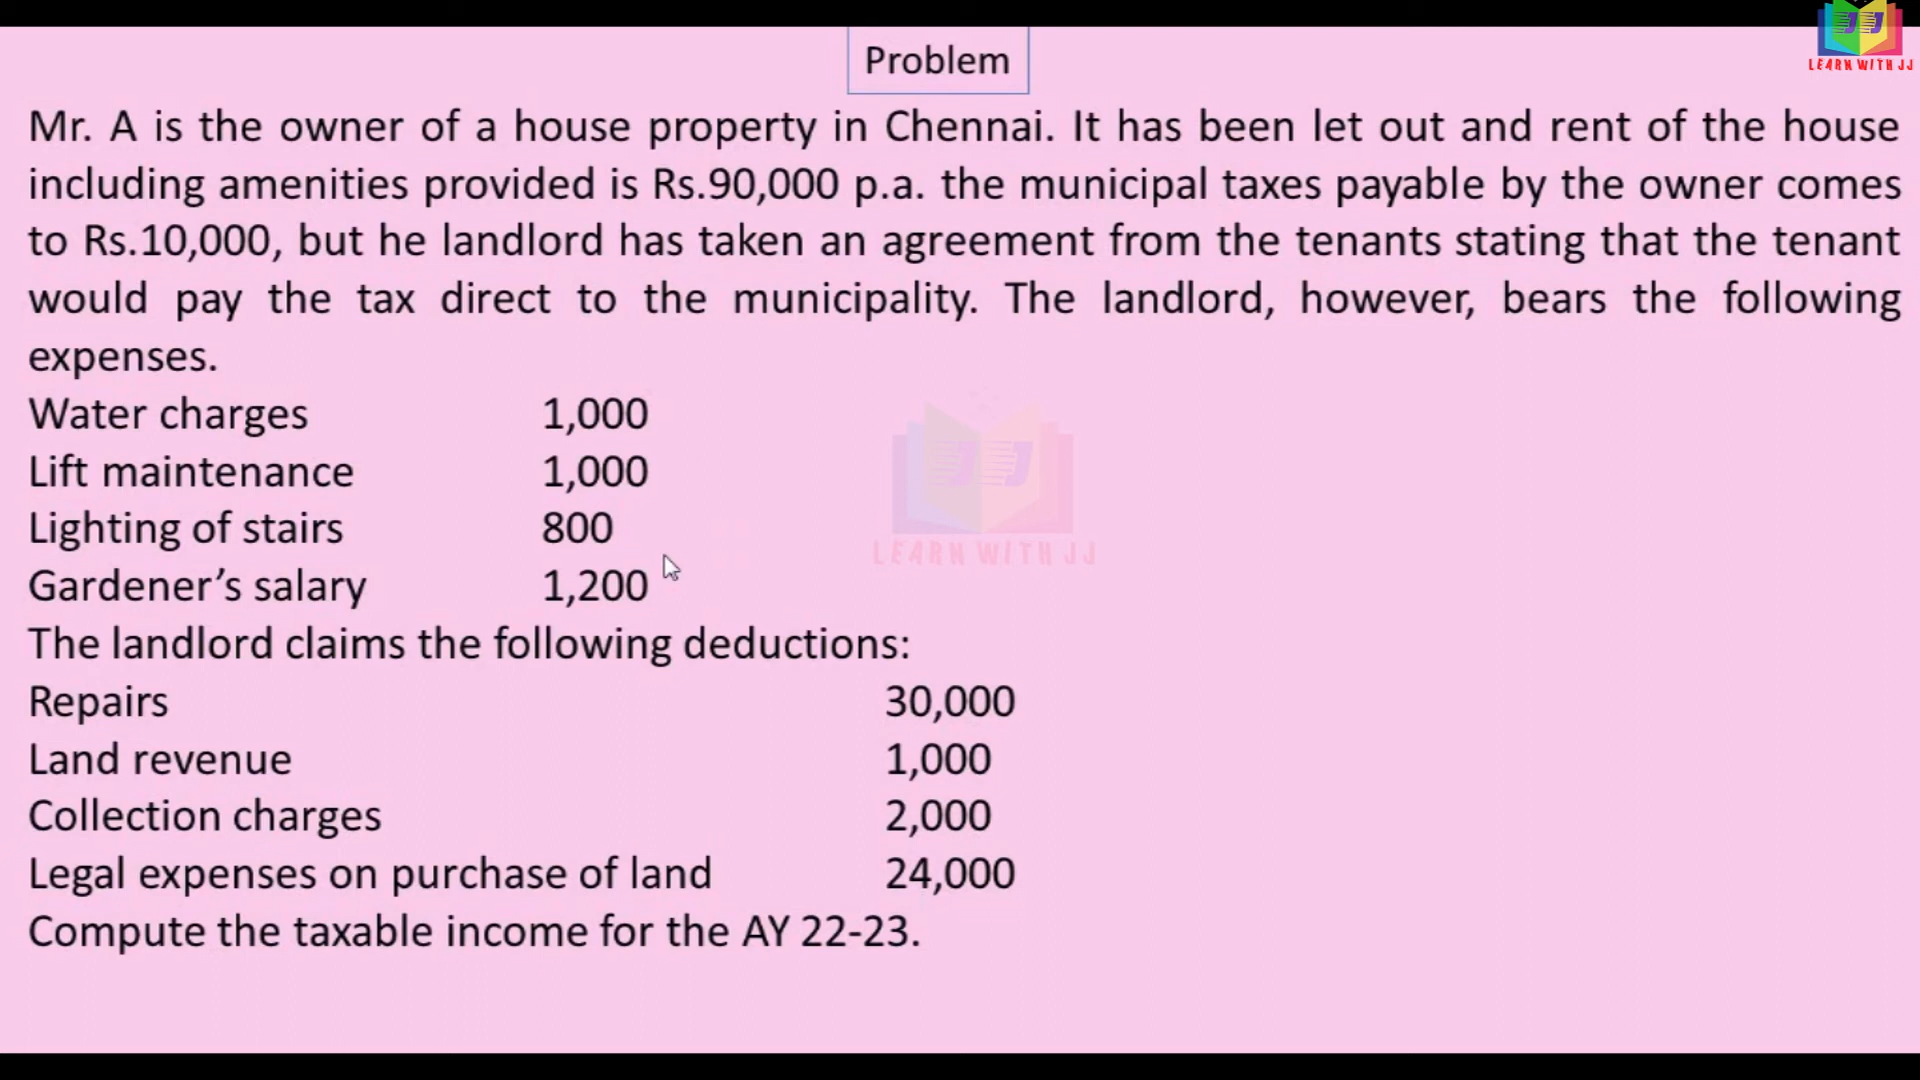 LEARN WITH JJ
Problem
Mr. A is the owner of a house property in Chennai. It has been let out and rent of the house
including amenities provided is Rs.90,000 p.a. the municipal taxes payable by the owner comes
to Rs.10,000, but he landlord has taken an agreement from the tenants stating that the tenant
would pay the tax direct to the municipality. The landlord, however, bears the following
expenses.
Water charges 1,000
Lift maintenance 1,000
Lighting of stairs 800
Gardener’s salary 1,200
The landlord claims the following deductions:
Repairs 30,000
Land revenue 1,000
Collection charges 2,000
Legal expenses on purchase of land 24,000
Compute the taxable income for the AY 22-23.
LEARN WITH JJ